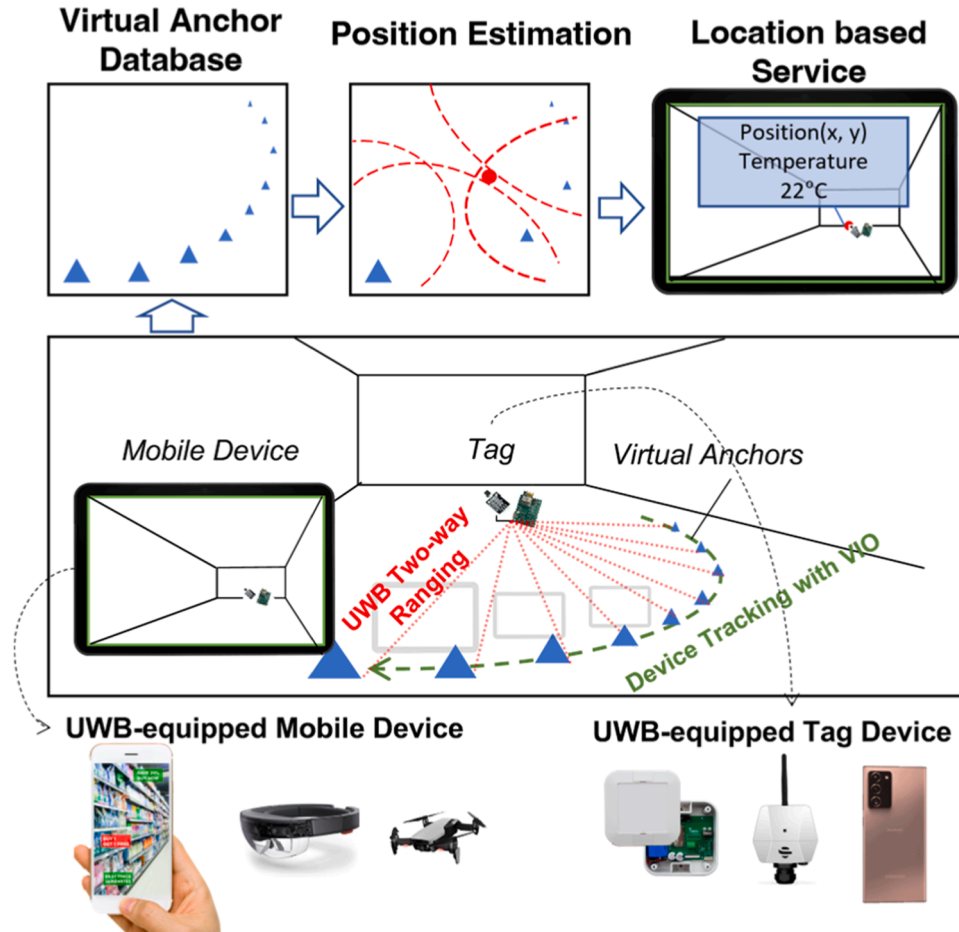 Virtual Anchor
Database
Position Estimation
Location based
Service
Position(x, y)
Temperature
22°C
Mobile Device
Tag
Virtual Anchors
UWB Two-way
Ranging
Device Tracking with VIO
UWB-equipped Mobile Device
UWB-equipped Tag Device